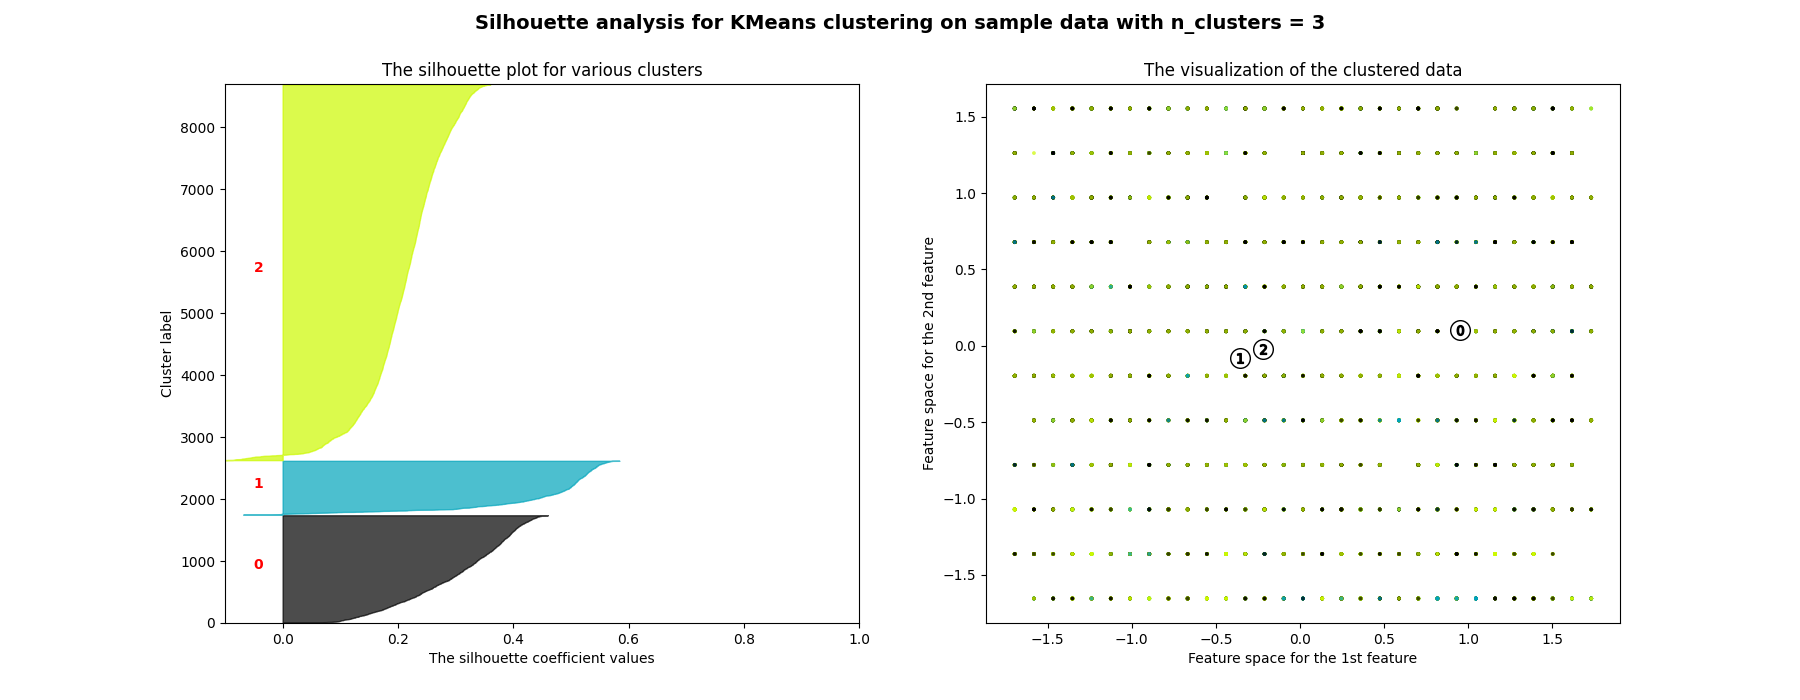 Silhouette analysis for KMeans clustering on sample data with n_clusters = 3
The silhouette plot for various clusters
Cluster label
8000
7000
6000
5000
4000
3000
2000
1000
0
2
1
0
0.0 0.2 0.4 0.6 0.8 1.0
The silhouette coefficient values
The visualization of the clustered data
Feature space for the 2nd feature
1.5
1.0
0.5
0.0
−0.5
−1.0
−1.5
0
1 2
−1.5 −1.0 −0.5 0.0 0.5 1.0 1.5
Feature space for the 1st feature